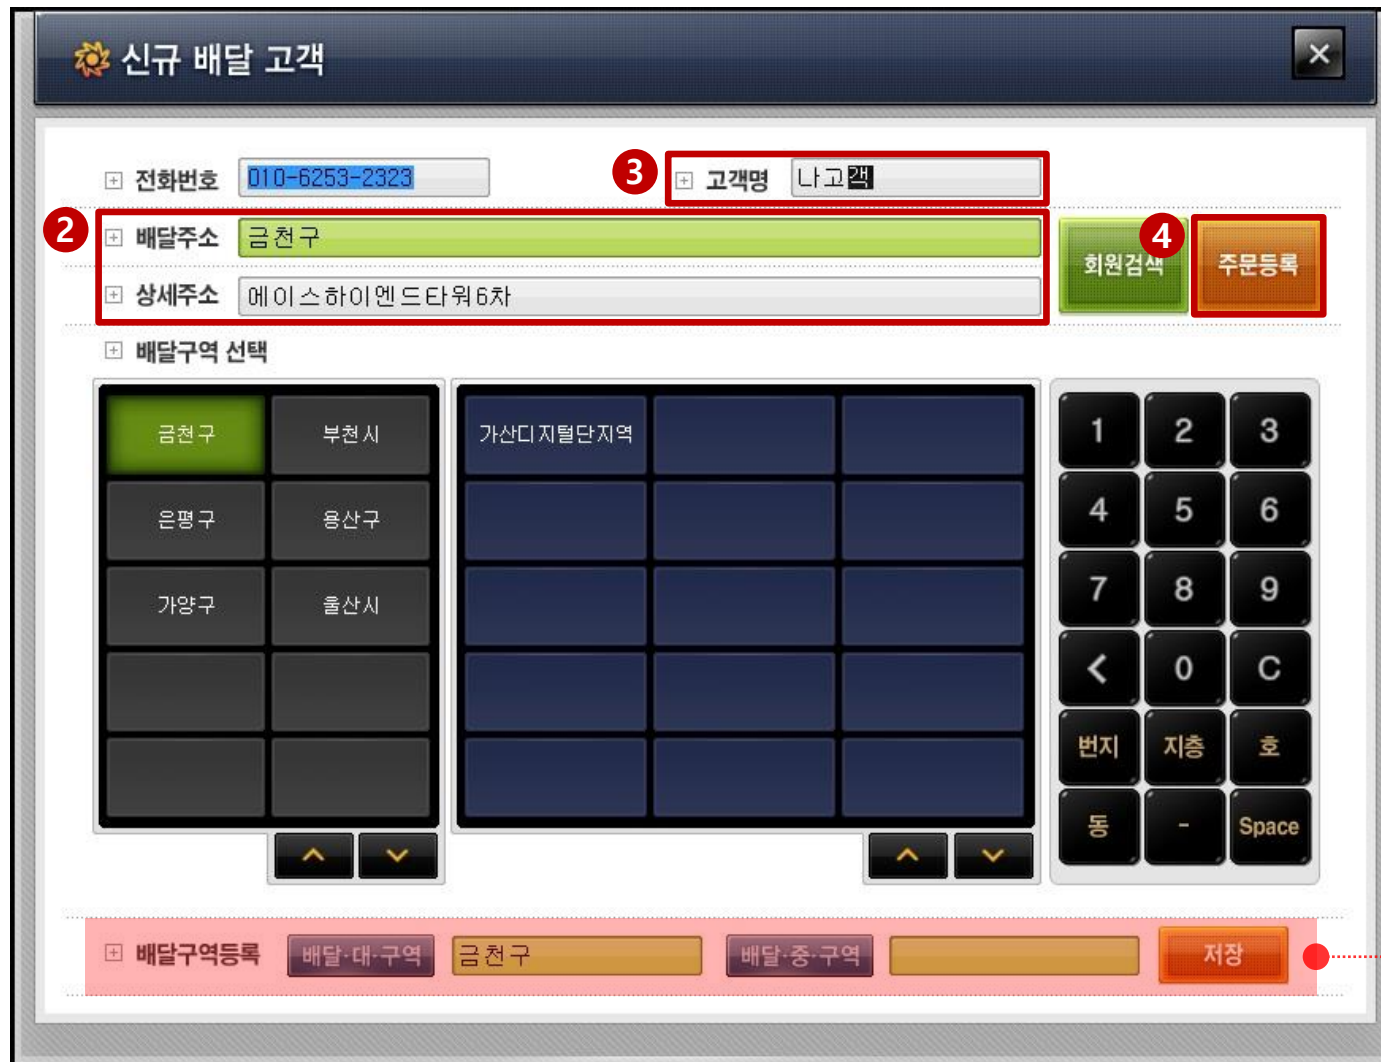 신규 배달 고객
전화번호 010-6253-2323 3 고객명 나고객
2 배달주소 금천구
회원검색 4 주문등록
상세주소 에이스하이엔드타워6차
배달구역 선택
금천구 부천시 가산디지털단지역 1 2 3
은평구 용산구 4 5 6
가양구 울산시 7 8 9
< 0 C
번지 지층 호
동 - Space
배달구역등록 배달·대·구역 금천구 배달·중·구역 저장